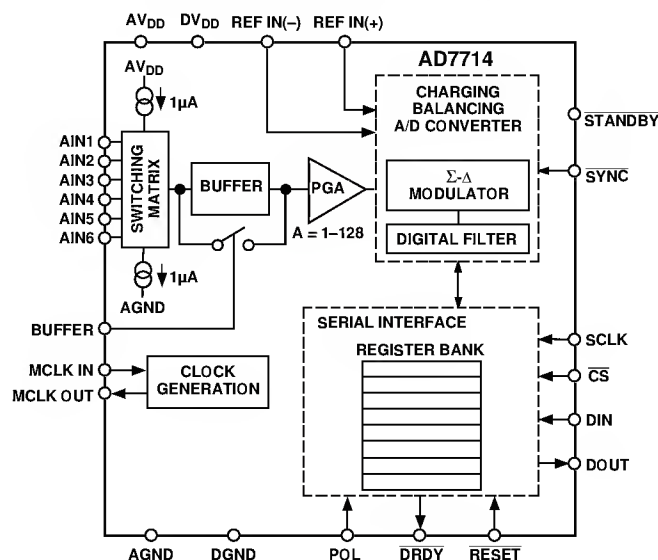 AVDD DVDD REF IN(–) REF IN(+)
AD7714
AVDD
1µA
CHARGING
BALANCING
A/D CONVERTER
STANDBY
AIN1
AIN2
AIN3
AIN4
AIN5
AIN6
SWITCHING
MATRIX
BUFFER
PGA
A = 1–128
Σ-Δ
MODULATOR
SYNC
DIGITAL FILTER
1µA
AGND
BUFFER
SERIAL INTERFACE
REGISTER BANK
MCLK IN
MCLK OUT
CLOCK
GENERATION
SCLK
CS
DIN
DOUT
AGND DGND POL DRDY RESET